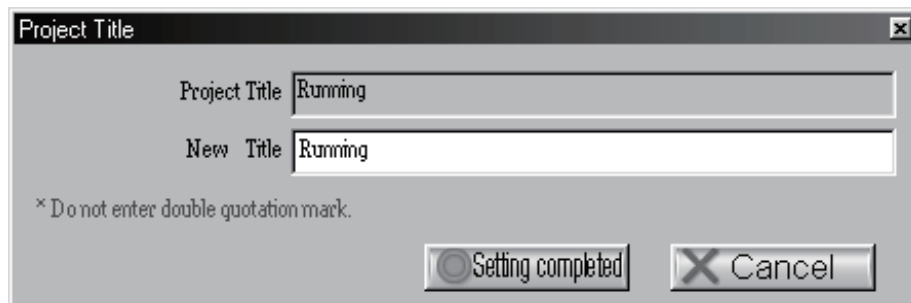 Project Title
Project Title Running
New Title Running
* Do not enter double quotation mark.
Setting completed Cancel